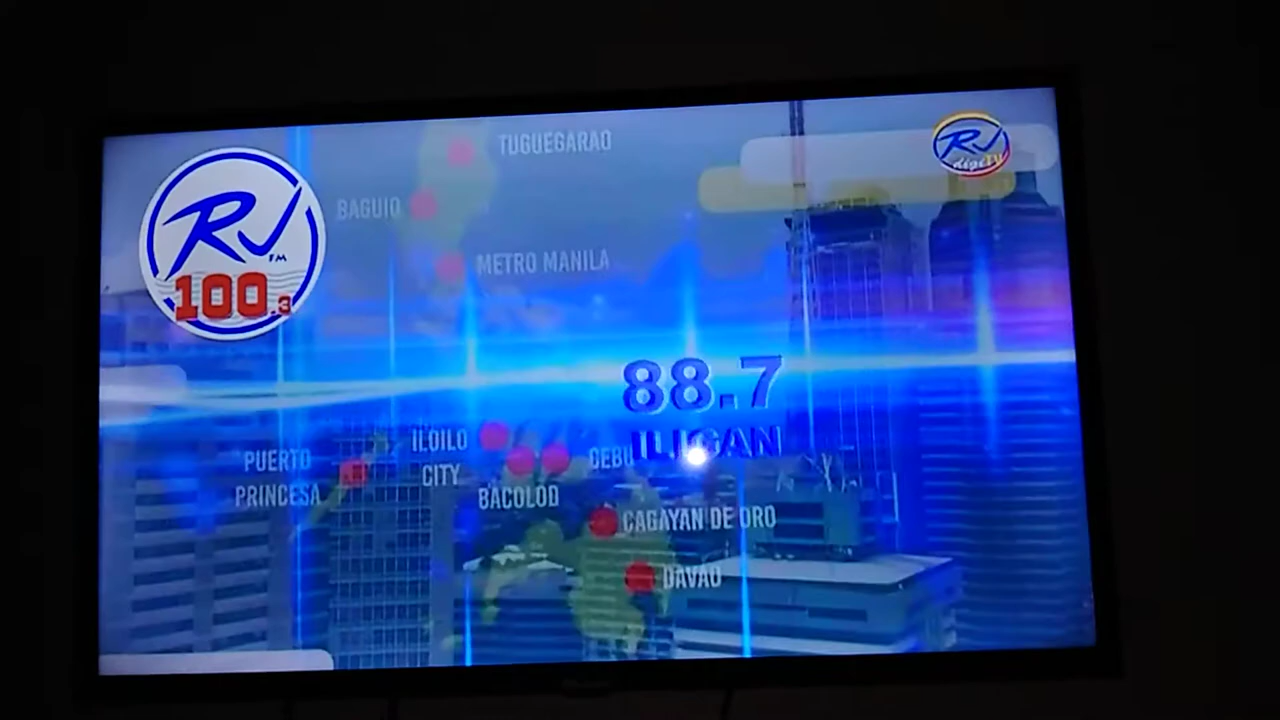 TUGUEGARAO
RJ
digiTV
BAGUIO
RJ FM
100.3
METRO MANILA
88.7
ILIGAN
ILOILO
CITY
CEBU
PUERTO
PRINCESA
BACOLOD
CAGAYAN DE ORO
DAVAO